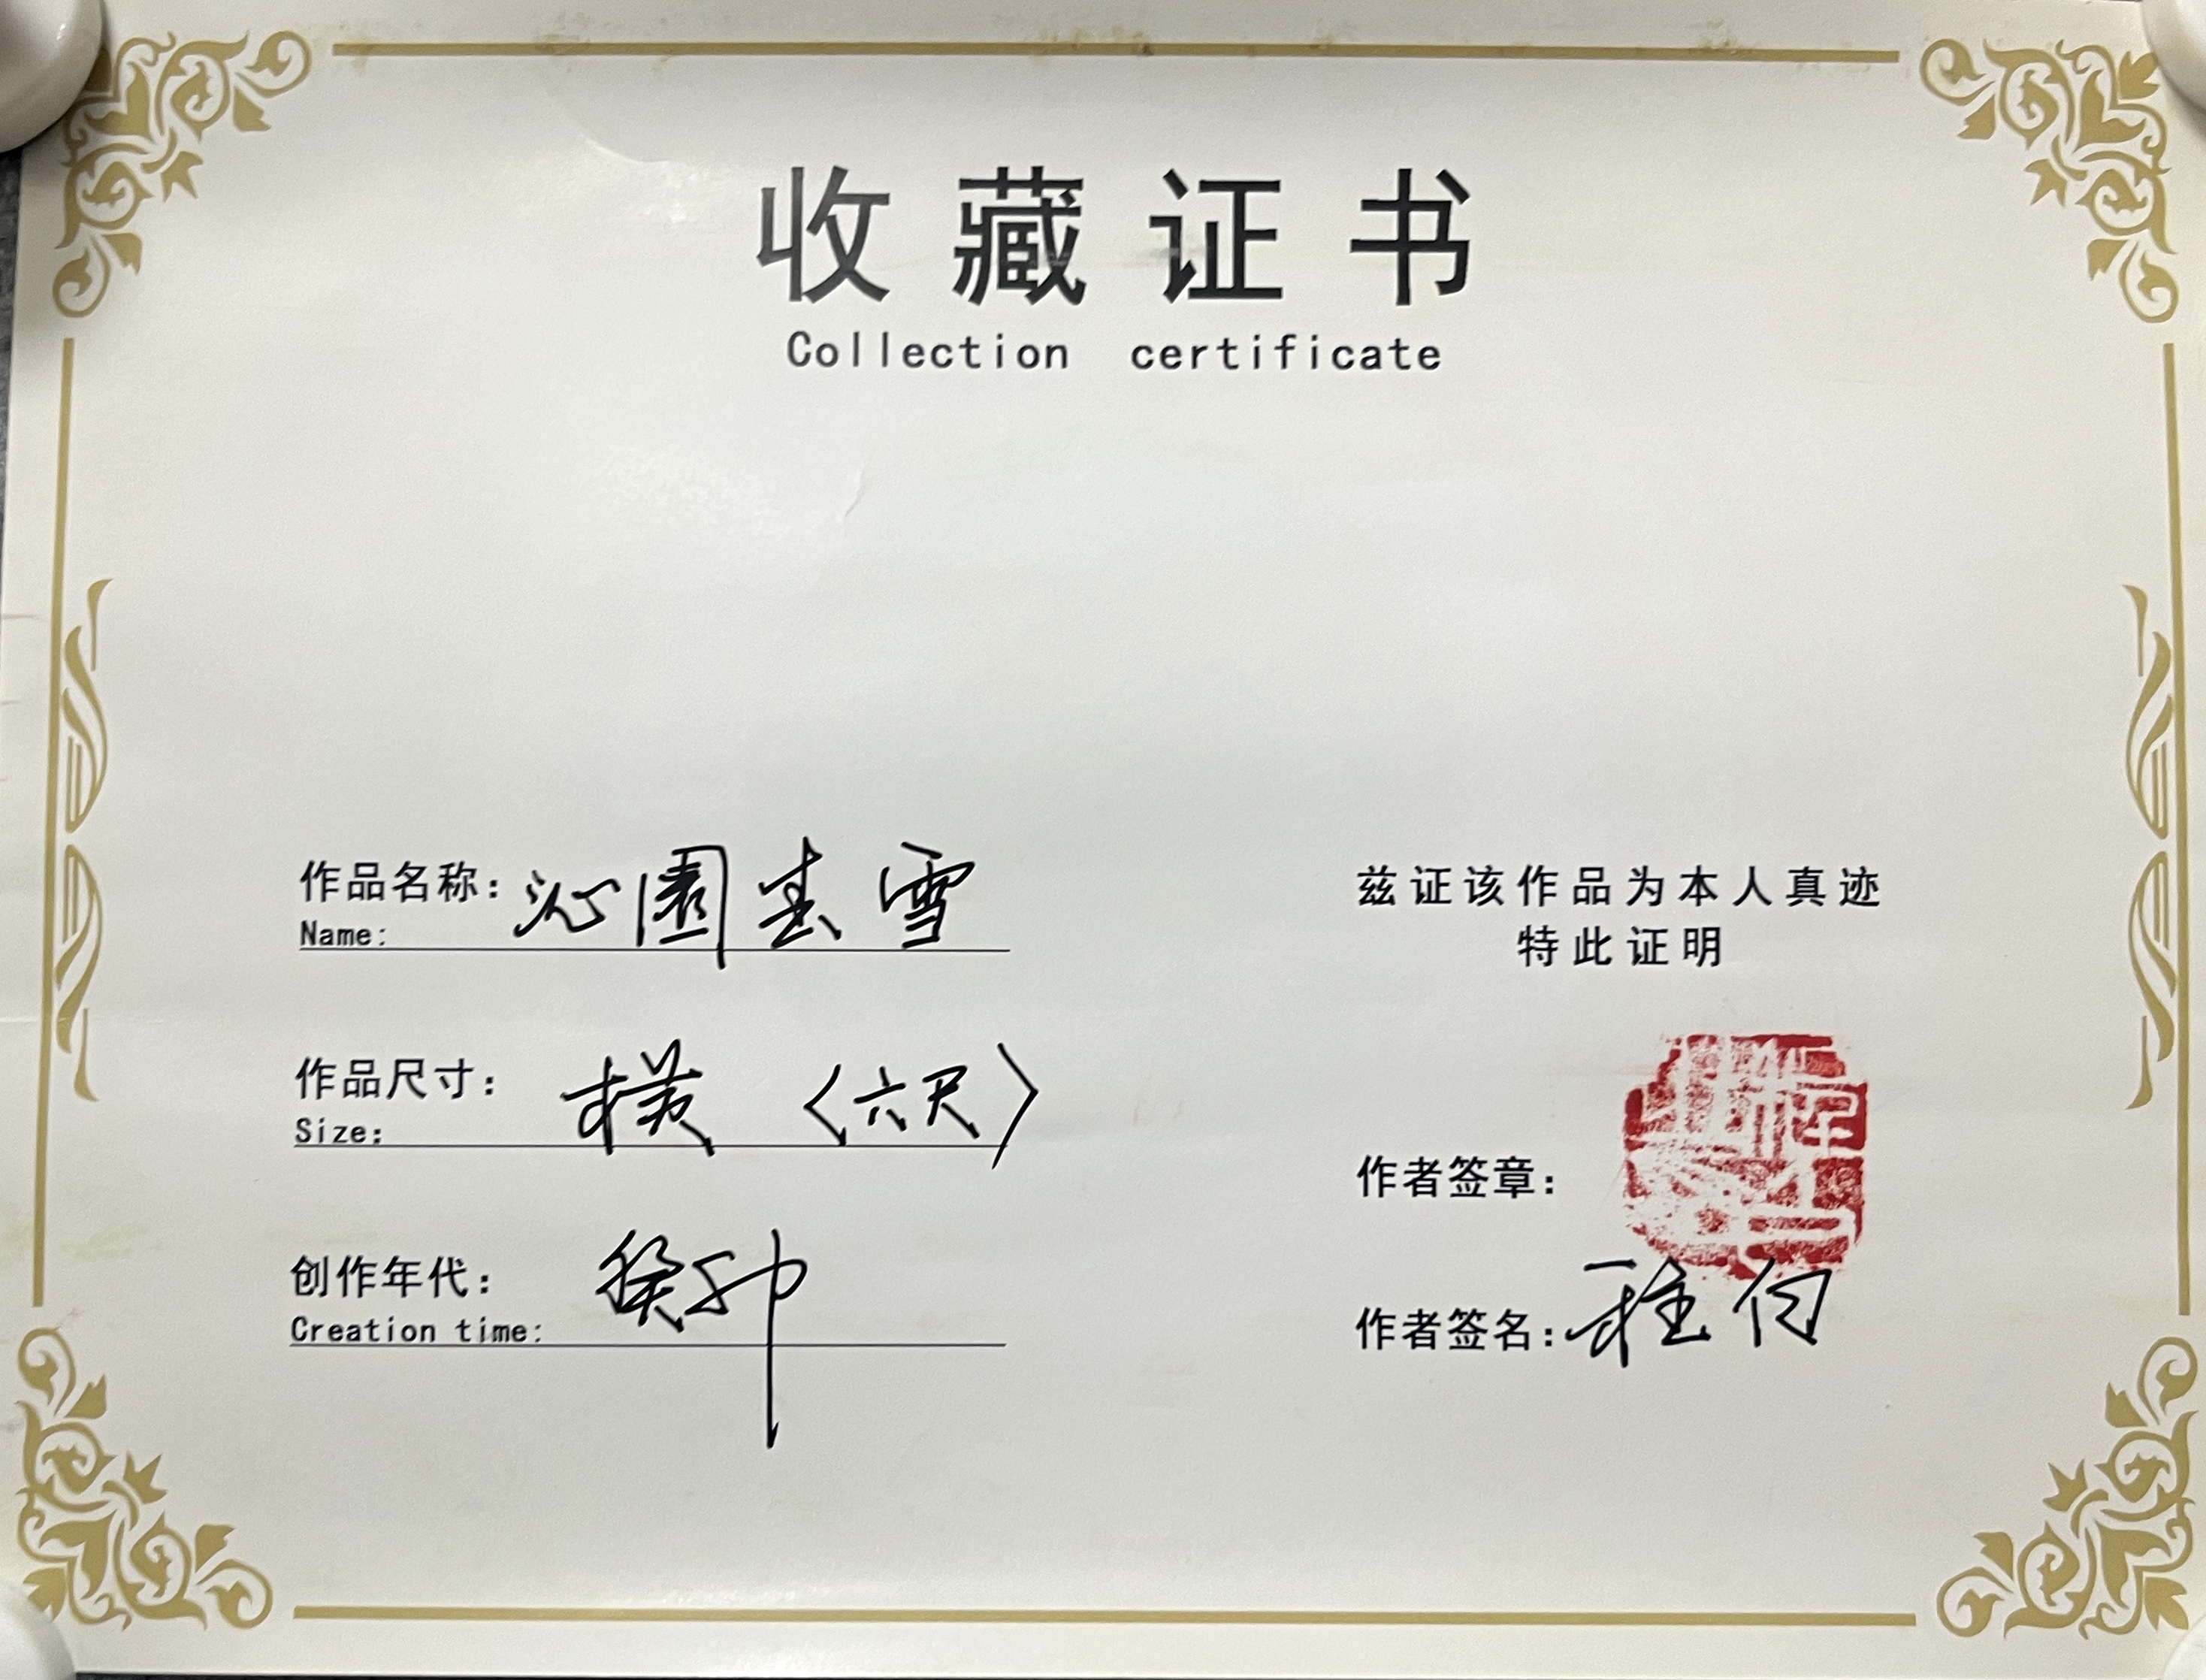 收藏证书
Collection certificate
作品名称：沁園春雪
Name:
作品尺寸：横〈六尺〉
Size:
创作年代：癸卯
Creation time:
兹证该作品为本人真迹
特此证明
作者签章：
作者签名：